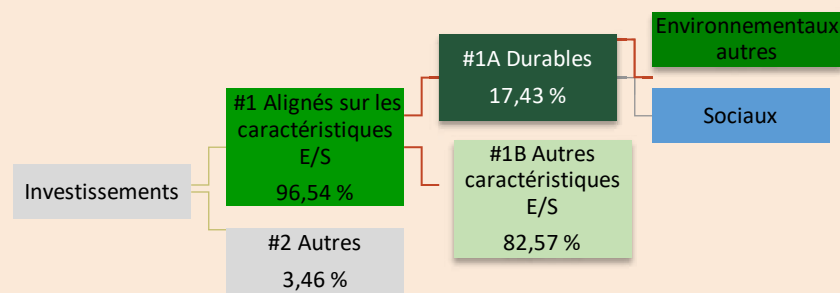 Investissements
#1 Alignés sur les
caractéristiques
E/S
96,54 %
#2 Autres
3,46 %
#1A Durables
17,43 %
#1B Autres
caractéristiques
E/S
82,57 %
Environnementaux
autres
Sociaux